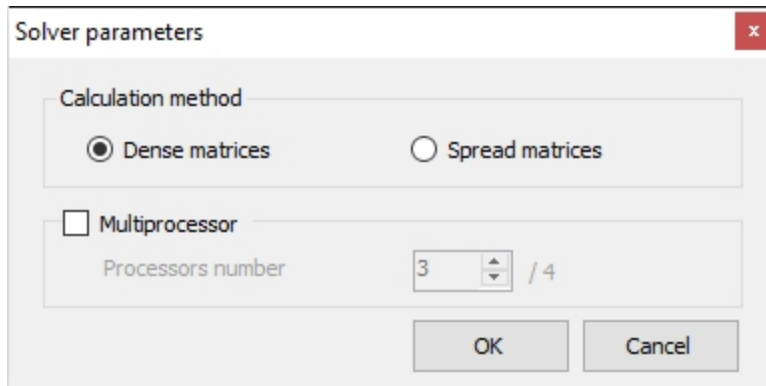 Solver parameters
x
Calculation method
Dense matrices Spread matrices
Multiprocessor
Processors number 3 / 4
OK Cancel